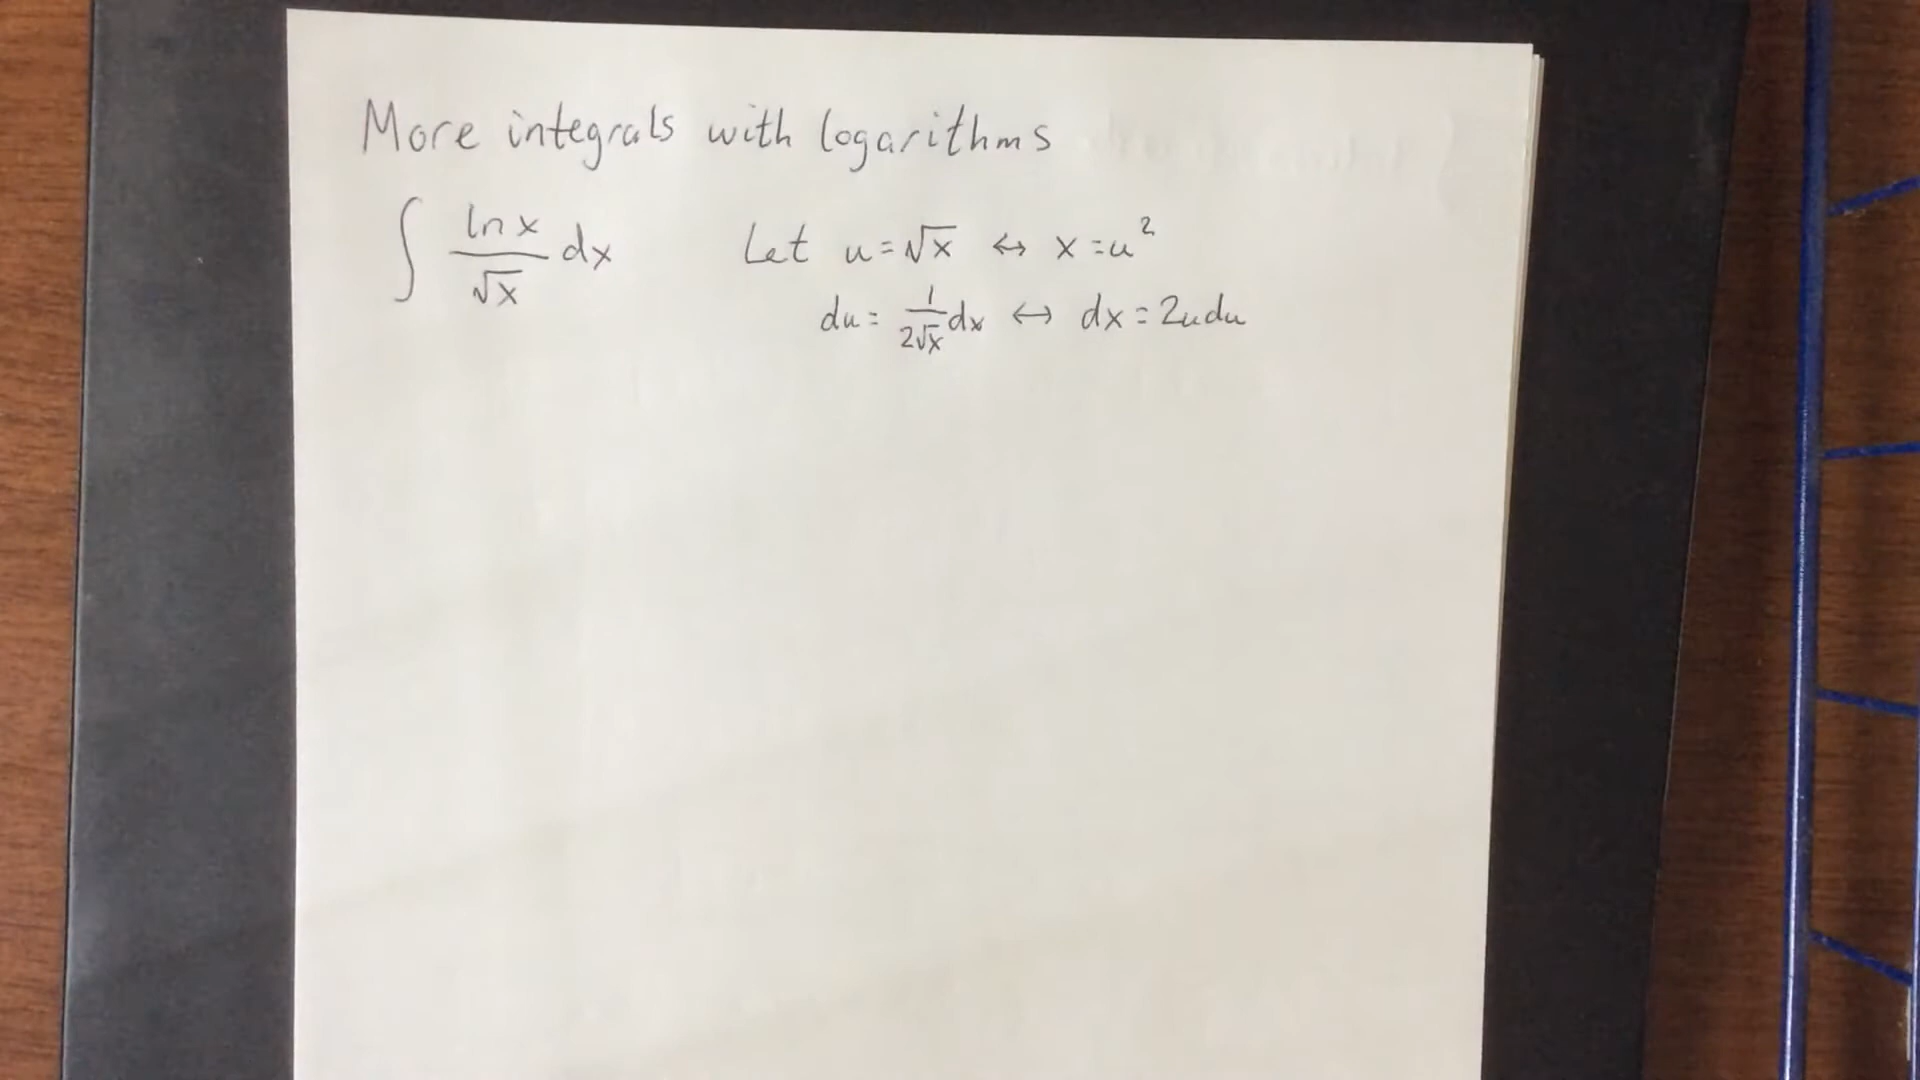 More integrals with logarithms
∫ ln x / √x dx Let u = √x ↔ x = u²
du = 1 / 2√x dx ↔ dx = 2u du